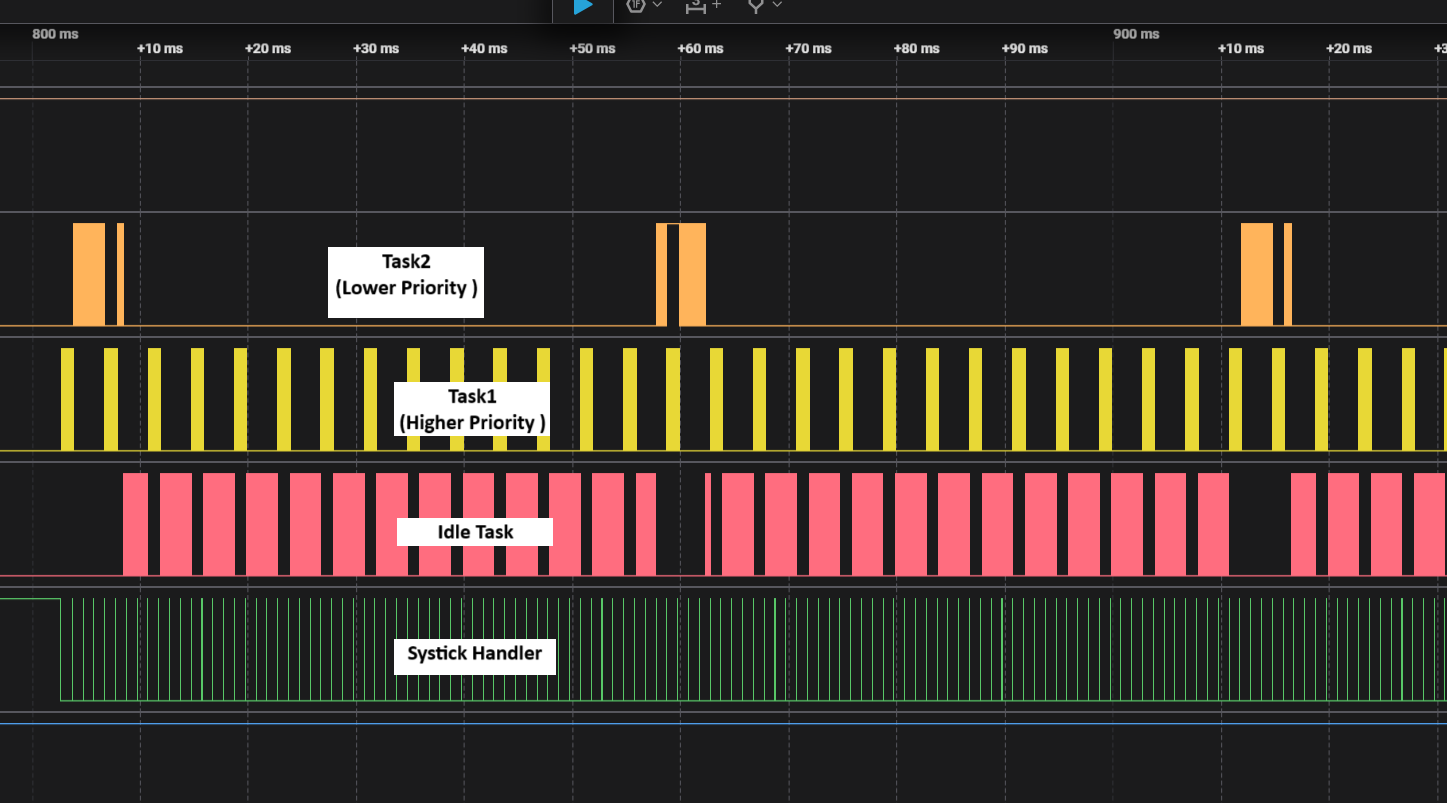 800 ms
+10 ms
+20 ms
+30 ms
+40 ms
+50 ms
+60 ms
+70 ms
+80 ms
+90 ms
900 ms
+10 ms
+20 ms
Task2
(Lower Priority )
Task1
(Higher Priority )
Idle Task
Systick Handler